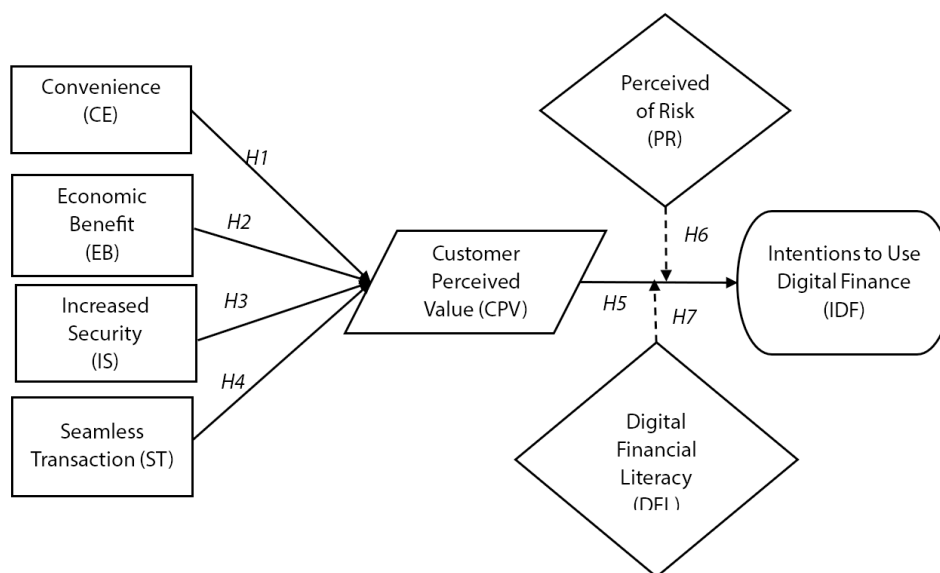 Convenience
(CE)
H1
Economic
Benefit
(EB)
H2
Increased
Security
(IS)
H3
Seamless
Transaction (ST)
H4
Customer
Perceived
Value (CPV)
Perceived
of Risk
(PR)
H6
H5
H7
Digital
Financial
Literacy
(DFL)
Intentions to Use
Digital Finance
(IDF)